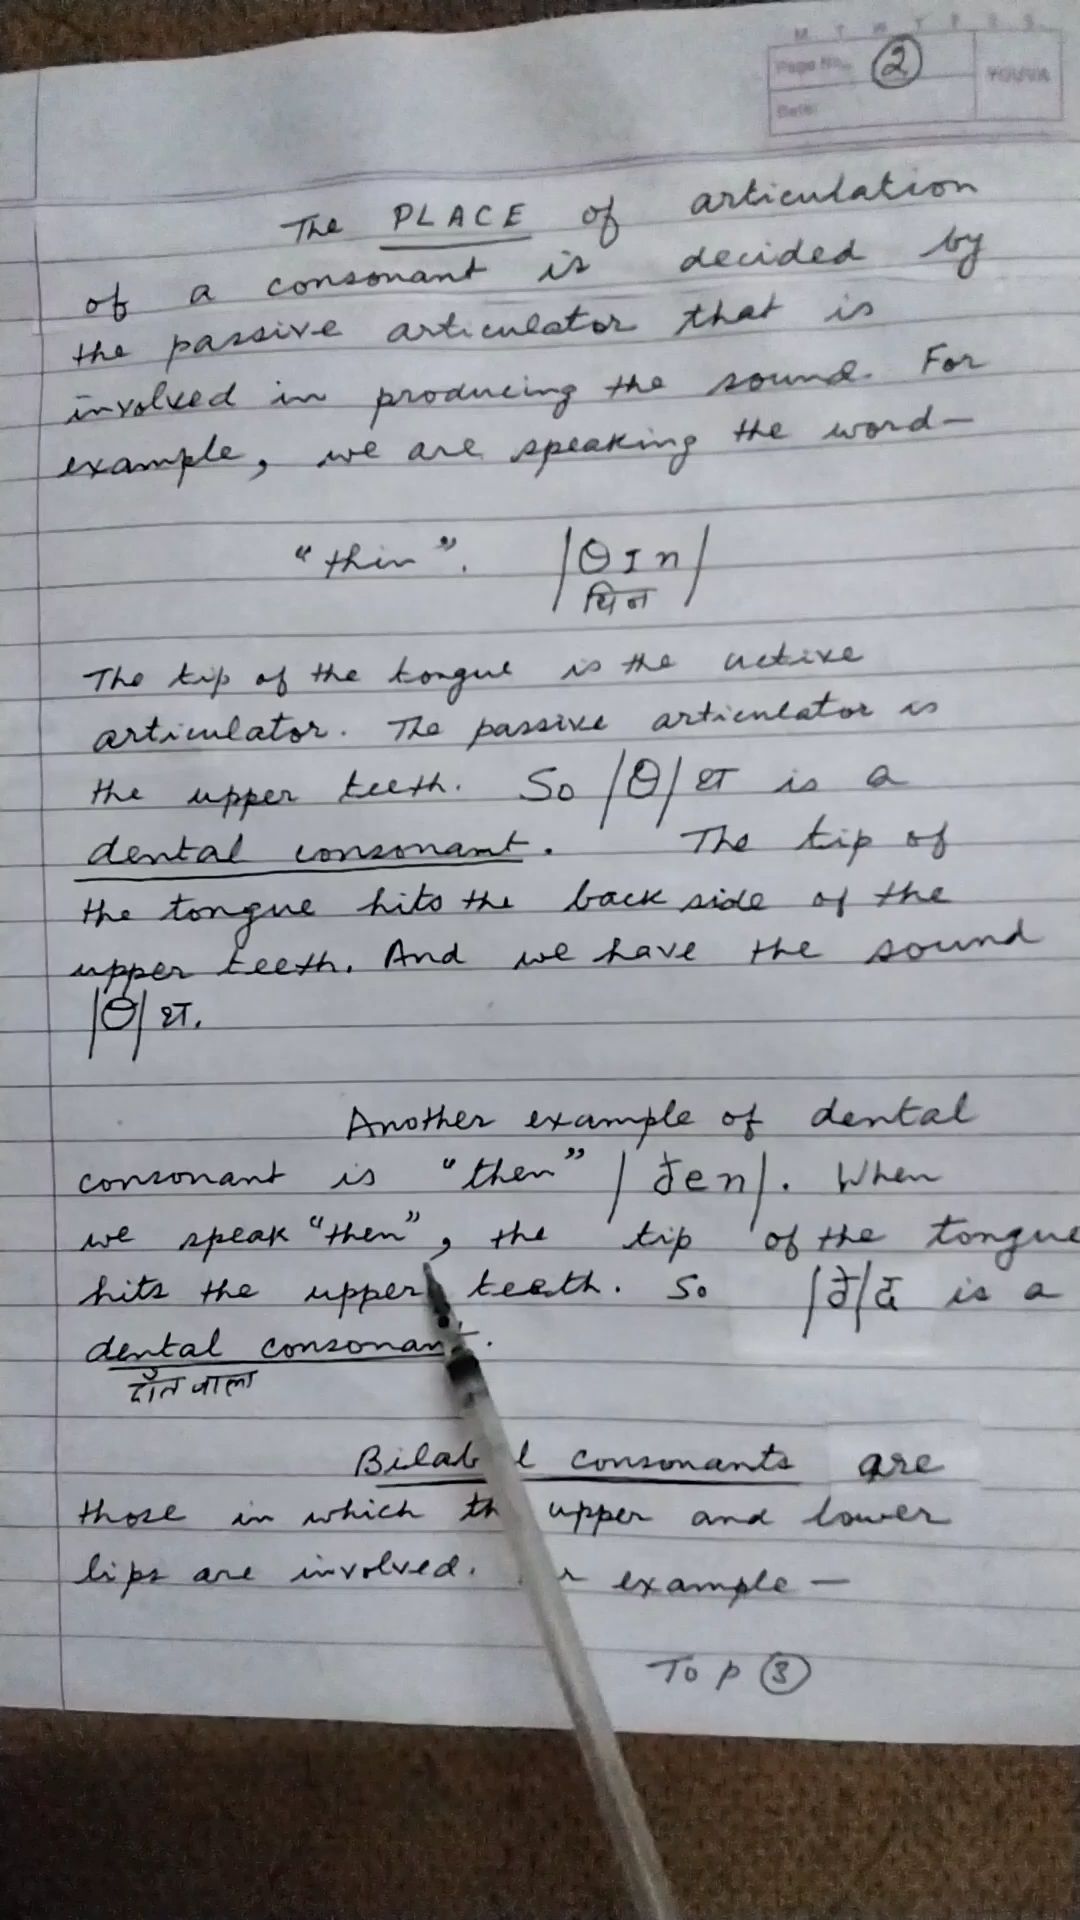 M T W T F S S
Page No. 2
YOUVA
Date:
The PLACE of articulation
of a consonant is decided by
the passive articulator that is
involved in producing the sound. For
example, we are speaking the word—
"thin". |θIn|
थिन
The tip of the tongue is the active
articulator. The passive articulator is
the upper teeth. So |θ| थ is a
dental consonant. The tip of
the tongue hits the back side of the
upper teeth. And we have the sound
|θ| थ.
Another example of dental
consonant is "then" |ðen|. When
we speak "then", the tip of the tongue
hits the upper teeth. So |ð| द is a
dental consonant.
दाँत वाला
consonants are
those in which upper and lower
lips are involved. example—
To P 3